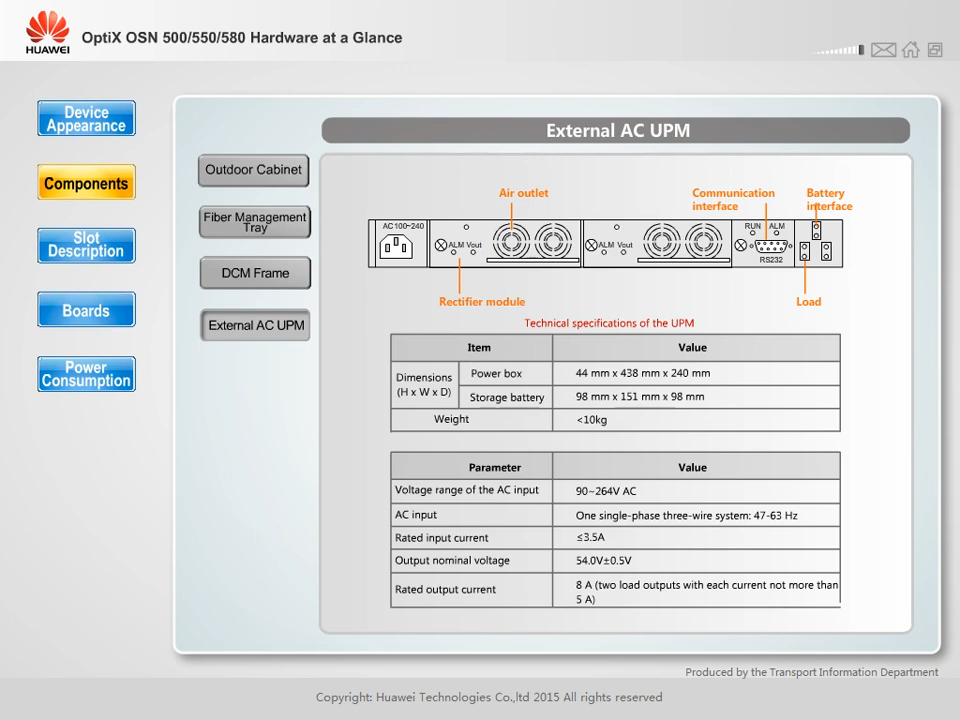 HUAWEI
OptiX OSN 500/550/580 Hardware at a Glance
Device
Appearance
Components
Slot
Description
Boards
Power
Consumption
Outdoor Cabinet
Fiber Management
Tray
DCM Frame
External AC UPM
External AC UPM
Air outlet
Communication
interface
Battery
interface
AC100~240
ALM Vout
ALM Vout
RUN ALM
RS232
Rectifier module
Load
Technical specifications of the UPM
Item Value
Dimensions
(H x W x D)
Power box 44 mm x 438 mm x 240 mm
Storage battery 98 mm x 151 mm x 98 mm
Weight <10kg
Parameter Value
Voltage range of the AC input 90~264V AC
AC input One single-phase three-wire system: 47-63 Hz
Rated input current ≤3.5A
Output nominal voltage 54.0V±0.5V
Rated output current 8 A (two load outputs with each current not more than
5 A)
Produced by the Transport Information Department
Copyright: Huawei Technologies Co.,ltd 2015 All rights reserved